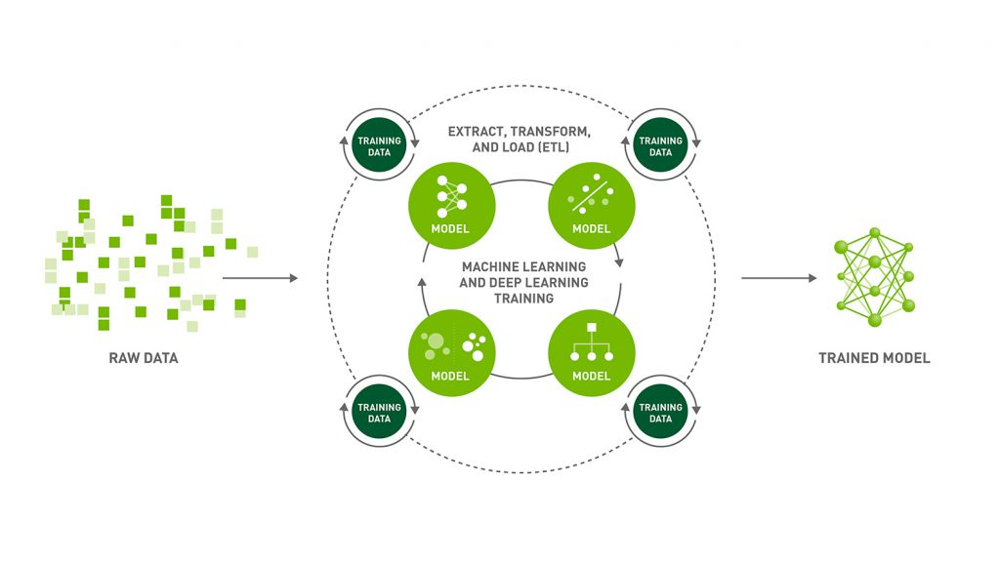 TRAINING
DATA
EXTRACT, TRANSFORM,
AND LOAD (ETL)
TRAINING
DATA
MODEL
MODEL
RAW DATA
MACHINE LEARNING
AND DEEP LEARNING
TRAINING
TRAINED MODEL
MODEL
MODEL
TRAINING
DATA
TRAINING
DATA